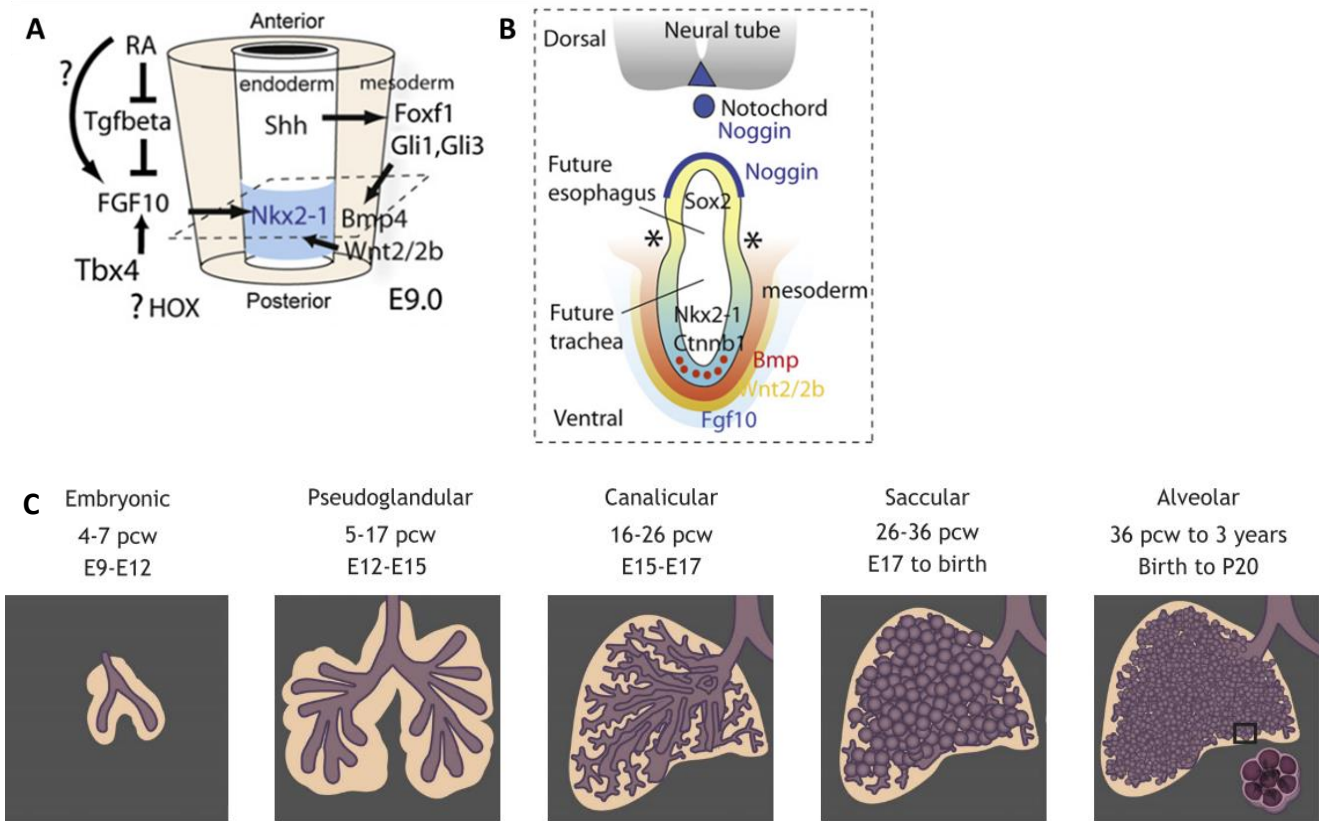 A
Anterior
RA
?
endoderm
mesoderm
Tgfbeta
Shh
Foxf1
Gli1,Gli3
FGF10
Nkx2-1
Bmp4
Wnt2/2b
Tbx4
? HOX
Posterior
E9.0
B
Dorsal
Neural tube
Notochord
Noggin
Future
esophagus
Noggin
Sox2
*
*
mesoderm
Future
trachea
Nkx2-1
Ctnnb1
Bmp
Wnt2/2b
Ventral
Fgf10
C
Embryonic
4-7 pcw
E9-E12
Pseudoglandular
5-17 pcw
E12-E15
Canalicular
16-26 pcw
E15-E17
Saccular
26-36 pcw
E17 to birth
Alveolar
36 pcw to 3 years
Birth to P20